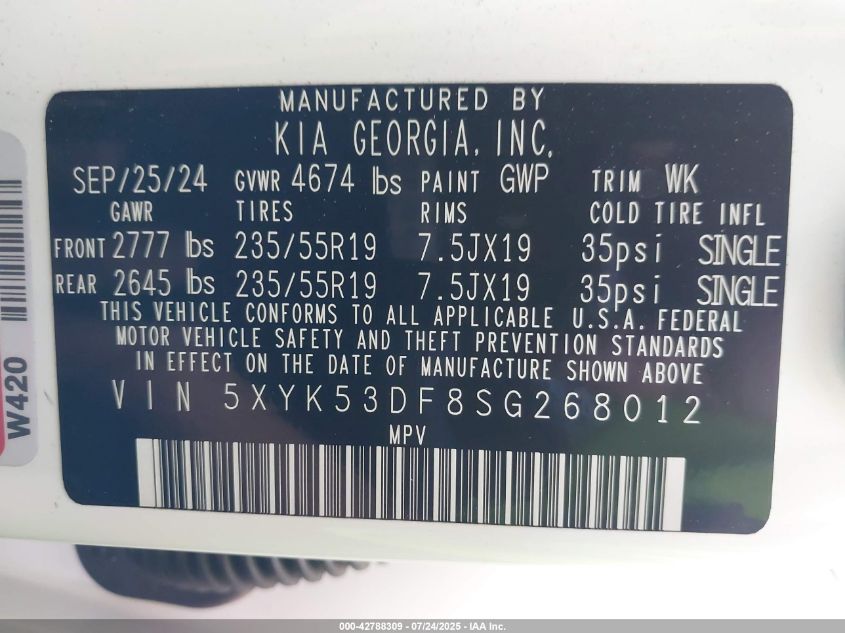 MANUFACTURED BY
KIA GEORGIA, INC.
SEP/25/24 GVWR 4674 lbs PAINT GWP TRIM WK
GAWR TIRES RIMS COLD TIRE INFL
FRONT 2777 lbs 235/55R19 7.5JX19 35psi SINGLE
REAR 2645 lbs 235/55R19 7.5JX19 35psi SINGLE
THIS VEHICLE CONFORMS TO ALL APPLICABLE U.S.A. FEDERAL
MOTOR VEHICLE SAFETY AND THEFT PREVENTION STANDARDS
IN EFFECT ON THE DATE OF MANUFACTURE SHOWN ABOVE
VIN 5XYK53DF8SG268012
MPV
W420
000-42788309 - 07/24/2025 - IAA Inc.